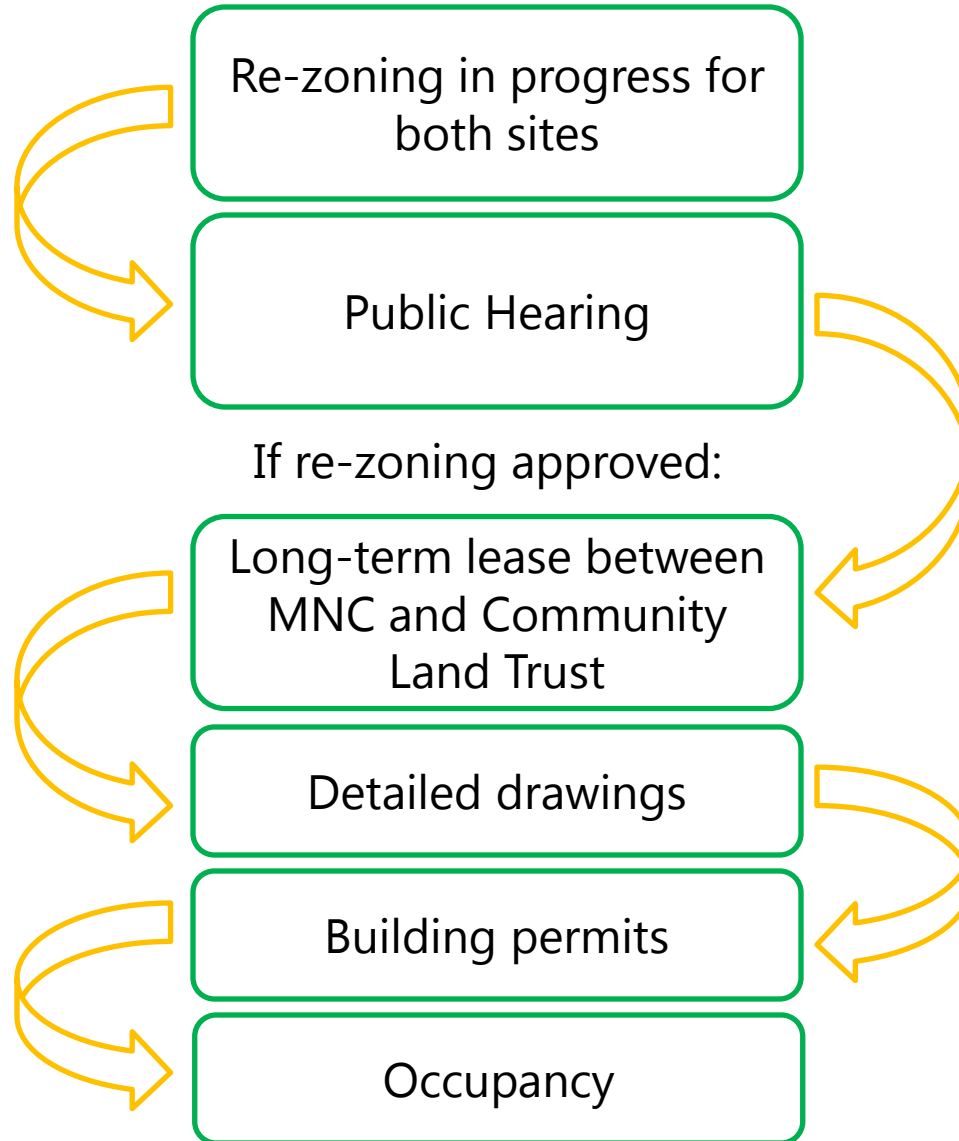 Re-zoning in progress for
both sites
Public Hearing
If re-zoning approved:
Long-term lease between
MNC and Community
Land Trust
Detailed drawings
Building permits
Occupancy